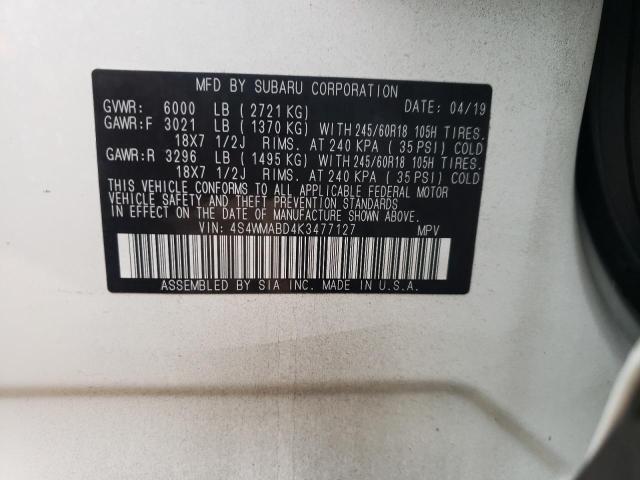 MFD BY SUBARU CORPORATION
GVWR: 6000 LB ( 2721 KG) DATE: 04/19
GAWR:F 3021 LB ( 1370 KG) WITH 245/60R18 105H TIRES.
18X7 1/2J RIMS. AT 240 KPA ( 35 PSI) COLD
GAWR:R 3296 LB ( 1495 KG) WITH 245/60R18 105H TIRES.
18X7 1/2J RIMS. AT 240 KPA ( 35 PSI) COLD
THIS VEHICLE CONFORMS TO ALL APPLICABLE FEDERAL MOTOR
VEHICLE SAFETY AND THEFT PREVENTION STANDARDS
IN EFFECT ON THE DATE OF MANUFACTURE SHOWN ABOVE.
VIN: 4S4WMABD4K3477127 MPV
ASSEMBLED BY SIA INC. MADE IN U.S.A.